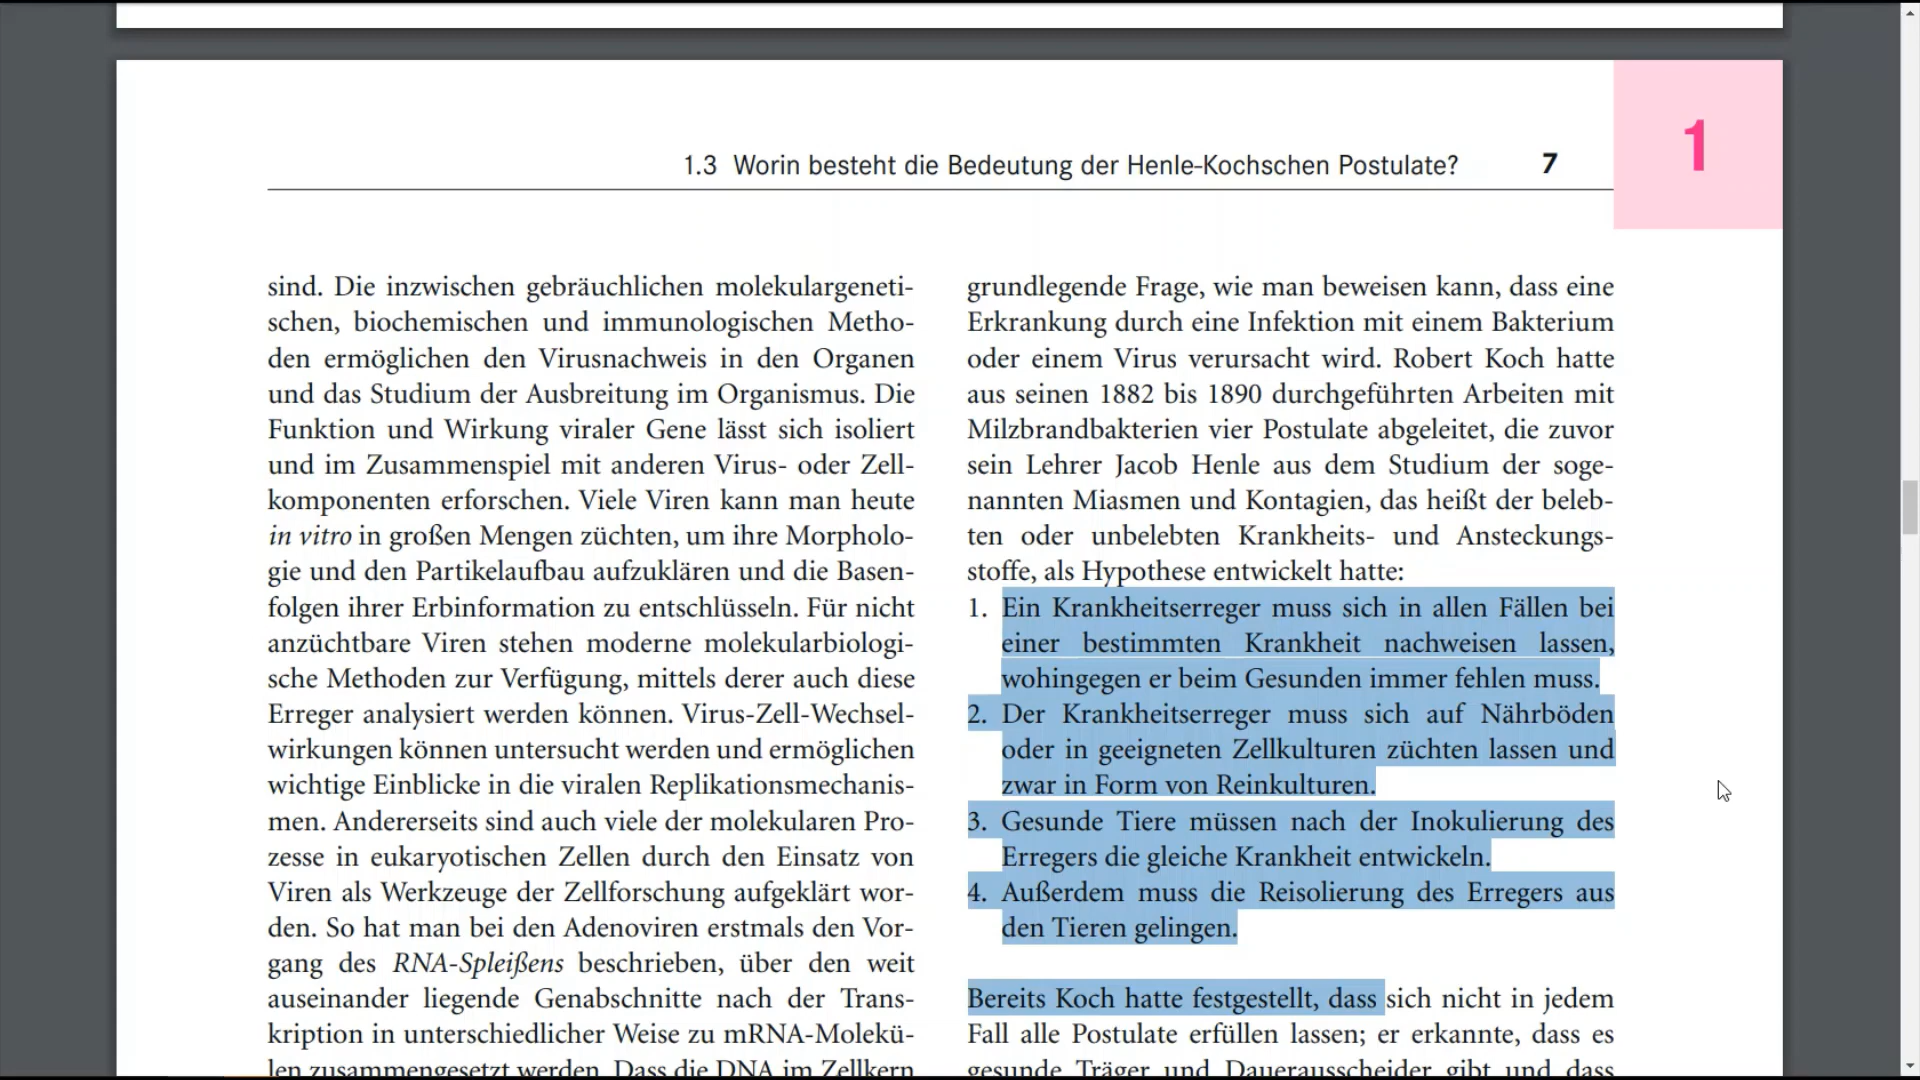 1.3 Worin besteht die Bedeutung der Henle-Kochschen Postulate? 7
1
sind. Die inzwischen gebräuchlichen molekulargeneti-
schen, biochemischen und immunologischen Metho-
den ermöglichen den Virusnachweis in den Organen
und das Studium der Ausbreitung im Organismus. Die
Funktion und Wirkung viraler Gene lässt sich isoliert
und im Zusammenspiel mit anderen Virus- oder Zell-
komponenten erforschen. Viele Viren kann man heute
in vitro in großen Mengen züchten, um ihre Morpholo-
gie und den Partikelaufbau aufzuklären und die Basen-
folgen ihrer Erbinformation zu entschlüsseln. Für nicht
anzüchtbare Viren stehen moderne molekularbiologi-
sche Methoden zur Verfügung, mittels derer auch diese
Erreger analysiert werden können. Virus-Zell-Wechsel-
wirkungen können untersucht werden und ermöglichen
wichtige Einblicke in die viralen Replikationsmechanis-
men. Andererseits sind auch viele der molekularen Pro-
zesse in eukaryotischen Zellen durch den Einsatz von
Viren als Werkzeuge der Zellforschung aufgeklärt wor-
den. So hat man bei den Adenoviren erstmals den Vor-
gang des RNA-Spleißens beschrieben, über den weit
auseinander liegende Genabschnitte nach der Trans-
kription in unterschiedlicher Weise zu mRNA-Molekü-
len zusammengesetzt werden. Dass die DNA im Zellkern
grundlegende Frage, wie man beweisen kann, dass eine
Erkrankung durch eine Infektion mit einem Bakterium
oder einem Virus verursacht wird. Robert Koch hatte
aus seinen 1882 bis 1890 durchgeführten Arbeiten mit
Milzbrandbakterien vier Postulate abgeleitet, die zuvor
sein Lehrer Jacob Henle aus dem Studium der soge-
nannten Miasmen und Kontagien, das heißt der beleb-
ten oder unbelebten Krankheits- und Ansteckungs-
stoffe, als Hypothese entwickelt hatte:
1. Ein Krankheitserreger muss sich in allen Fällen bei
einer bestimmten Krankheit nachweisen lassen,
wohingegen er beim Gesunden immer fehlen muss.
2. Der Krankheitserreger muss sich auf Nährböden
oder in geeigneten Zellkulturen züchten lassen und
zwar in Form von Reinkulturen.
3. Gesunde Tiere müssen nach der Inokulierung des
Erregers die gleiche Krankheit entwickeln.
4. Außerdem muss die Reisolierung des Erregers aus
den Tieren gelingen.
Bereits Koch hatte festgestellt, dass sich nicht in jedem
Fall alle Postulate erfüllen lassen; er erkannte, dass es
gesunde Träger und Dauerausscheider gibt und dass